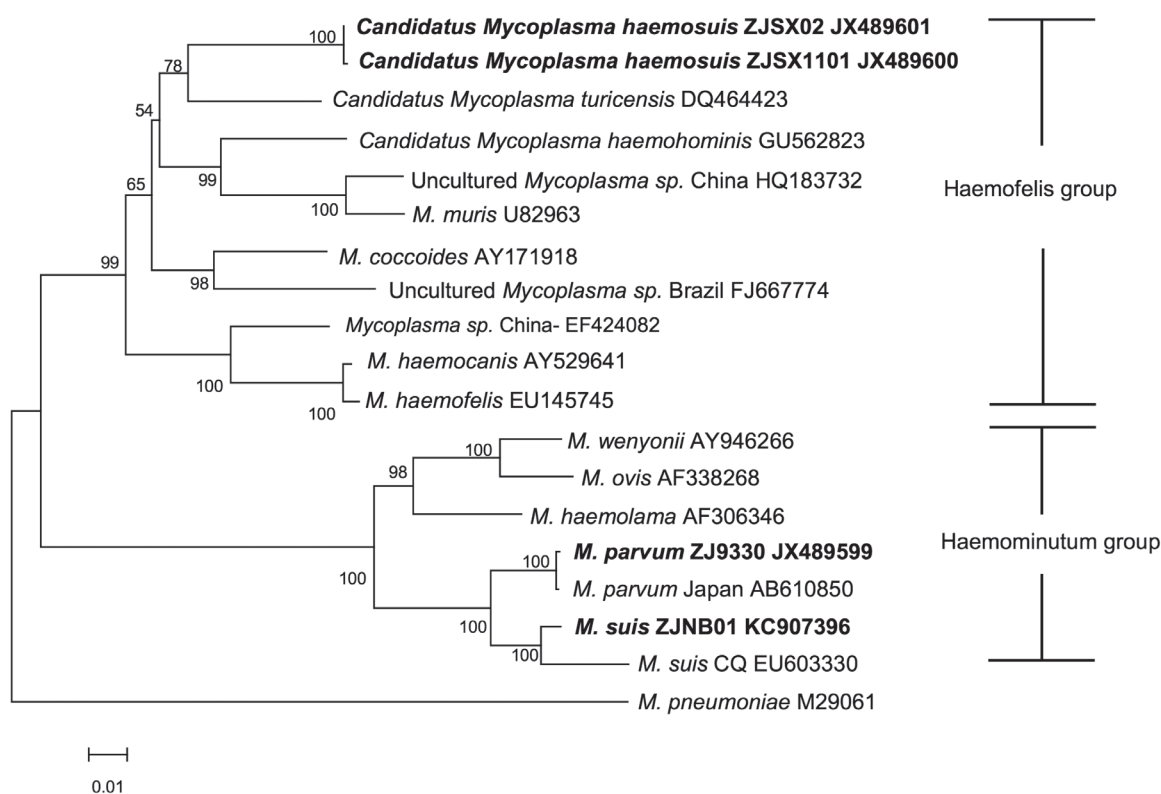 100
Candidatus Mycoplasma haemosuis ZJSX02 JX489601
Candidatus Mycoplasma haemosuis ZJSX1101 JX489600
78
Candidatus Mycoplasma turicensis DQ464423
54
Candidatus Mycoplasma haemohominis GU562823
99
Uncultured Mycoplasma sp. China HQ183732
65
100
M. muris U82963
Haemofelis group
M. coccoides AY171918
99
98
Uncultured Mycoplasma sp. Brazil FJ667774
Mycoplasma sp. China- EF424082
M. haemocanis AY529641
100
M. haemofelis EU145745
100
M. wenyonii AY946266
100
98
M. ovis AF338268
M. haemolama AF306346
M. parvum ZJ9330 JX489599
100
Haemominutum group
100
M. parvum Japan AB610850
100
M. suis ZJNB01 KC907396
100
M. suis CQ EU603330
M. pneumoniae M29061
0.01